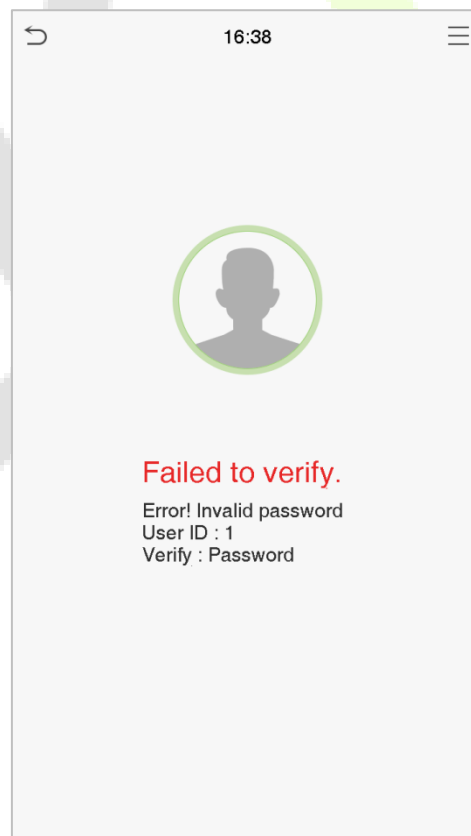 16:38
Failed to verify.
Error! Invalid password
User ID : 1
Verify : Password